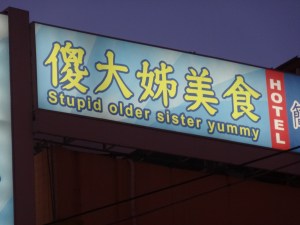 傻大姊美食
Stupid older sister yummy
HOTEL